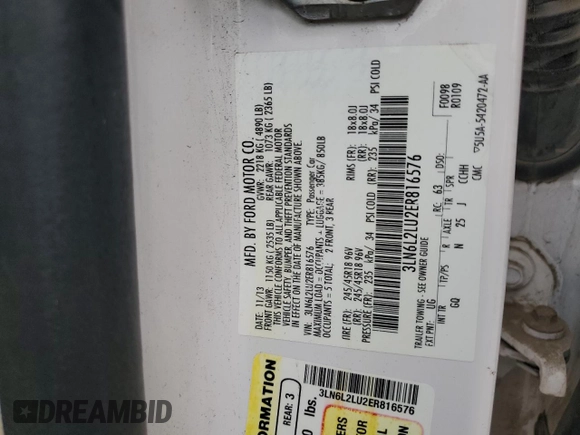 MFD. BY FORD MOTOR CO.
DATE: 11/13 GVWR: 2218 KG ( 4890 LB)
FRONT GAWR: 1150 KG ( 2535 LB) REAR GAWR: 1073 KG ( 2365 LB)
THIS VEHICLE CONFORMS TO ALL APPLICABLE FEDERAL MOTOR
VEHICLE SAFETY, BUMPER, AND THEFT PREVENTION STANDARDS
IN EFFECT ON THE DATE OF MANUFACTURE SHOWN ABOVE.
VIN: 3LN6L2LU2ER816576 TYPE: Passenger Car
MAXIMUM LOAD = OCCUPANTS + LUGGAGE = 385KG/ 850LB
OCCUPANTS = 5 TOTAL: 2 FRONT, 3 REAR
TIRE (FR): 245/45R18 96V RIMS (FR): 18x8.0J
(RR): 245/45R18 96V (RR): 18x8.0J
PRESSURE (FR): 235 kPa/ 34 PSI COLD (RR): 235 kPa/ 34 PSI COLD
3LN6L2LU2ER816576
TRAILER TOWING- SEE OWNER GUIDE
F0098
R0109
EXT PNT: UG RC: 63 DSO:
INT TR TP/PS R AXLE TR SPR
GQ N 25 J CCHH
CMC ▽5U5A-5420472-AA
FORMATION
REAR: 3
lbs.
3LN6L2LU2ER816576
DREAMBID